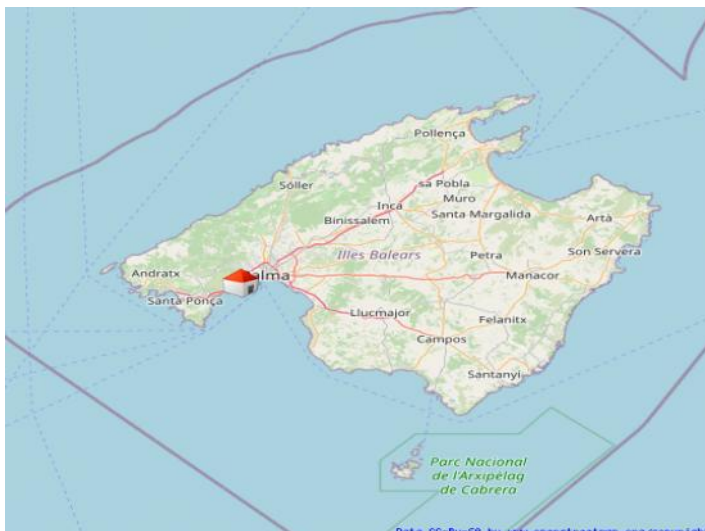 Pollença
sa Pobla
Sóller
Muro
Inca
Santa Margalida
Artà
Binissalem
Illes Balears
Petra
Son Servera
Andratx
alma
Manacor
Santa Ponça
Llucmajor
Felanitx
Campos
Santanyí
Parc Nacional
de l'Arxipèlag
de Cabrera